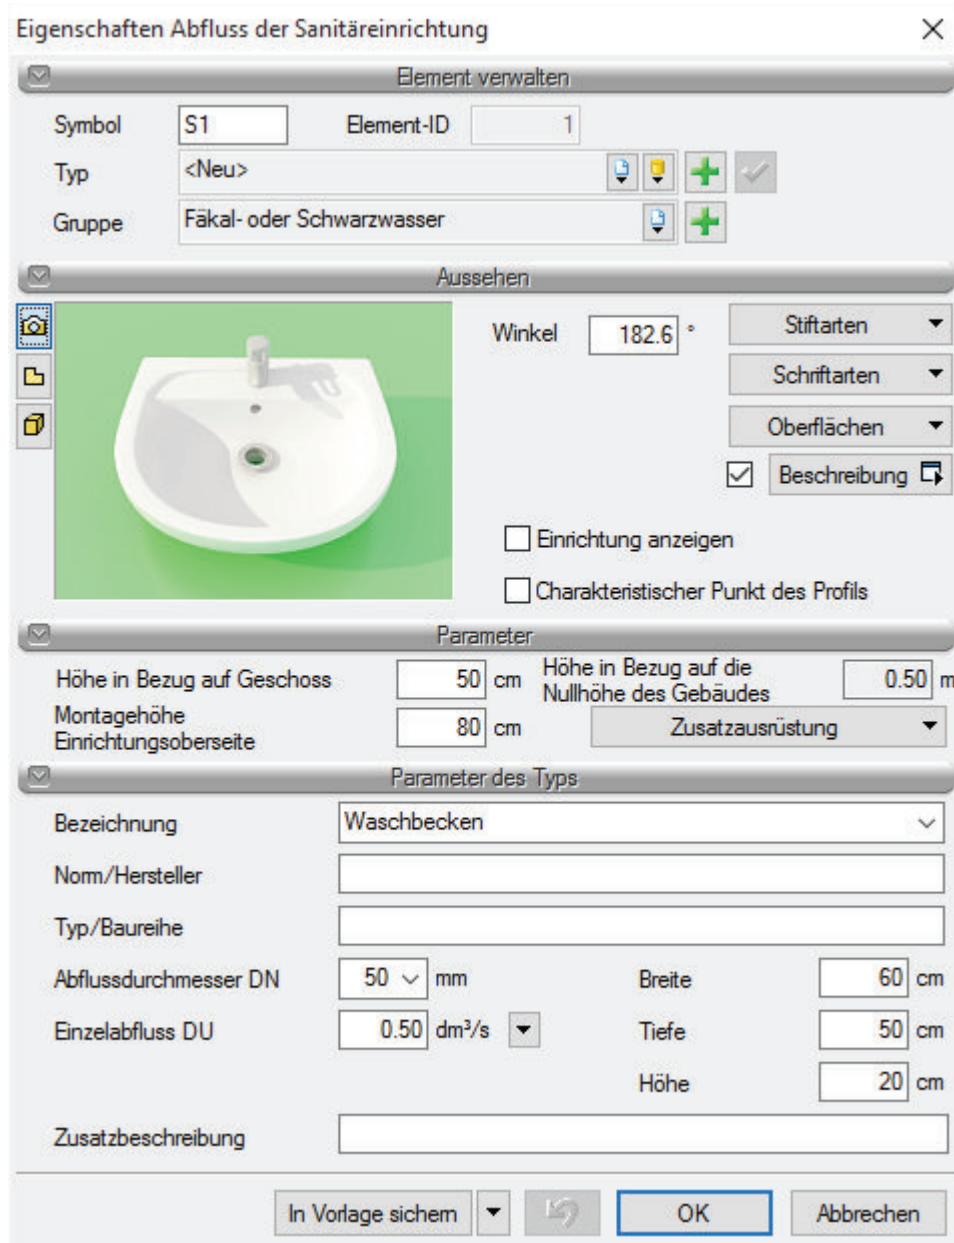 Eigenschaften Abfluss der Sanitäreinrichtung
Element verwalten
Symbol S1 Element-ID 1
Typ <Neu>
Gruppe Fäkal- oder Schwarzwasser
Aussehen
Winkel 182.6 ° Stiftarten
Schriftarten
Oberflächen
Beschreibung
Einrichtung anzeigen
Charakteristischer Punkt des Profils
Parameter
Höhe in Bezug auf Geschoss 50 cm Höhe in Bezug auf die
Nullhöhe des Gebäudes 0.50 m
Montagehöhe
Einrichtungsoberseite 80 cm Zusatzausrüstung
Parameter des Typs
Bezeichnung Waschbecken
Norm/Hersteller
Typ/Baureihe
Abflussdurchmesser DN 50 mm Breite 60 cm
Einzelabfluss DU 0.50 dm³/s Tiefe 50 cm
Höhe 20 cm
Zusatzbeschreibung
In Vorlage sichern OK Abbrechen